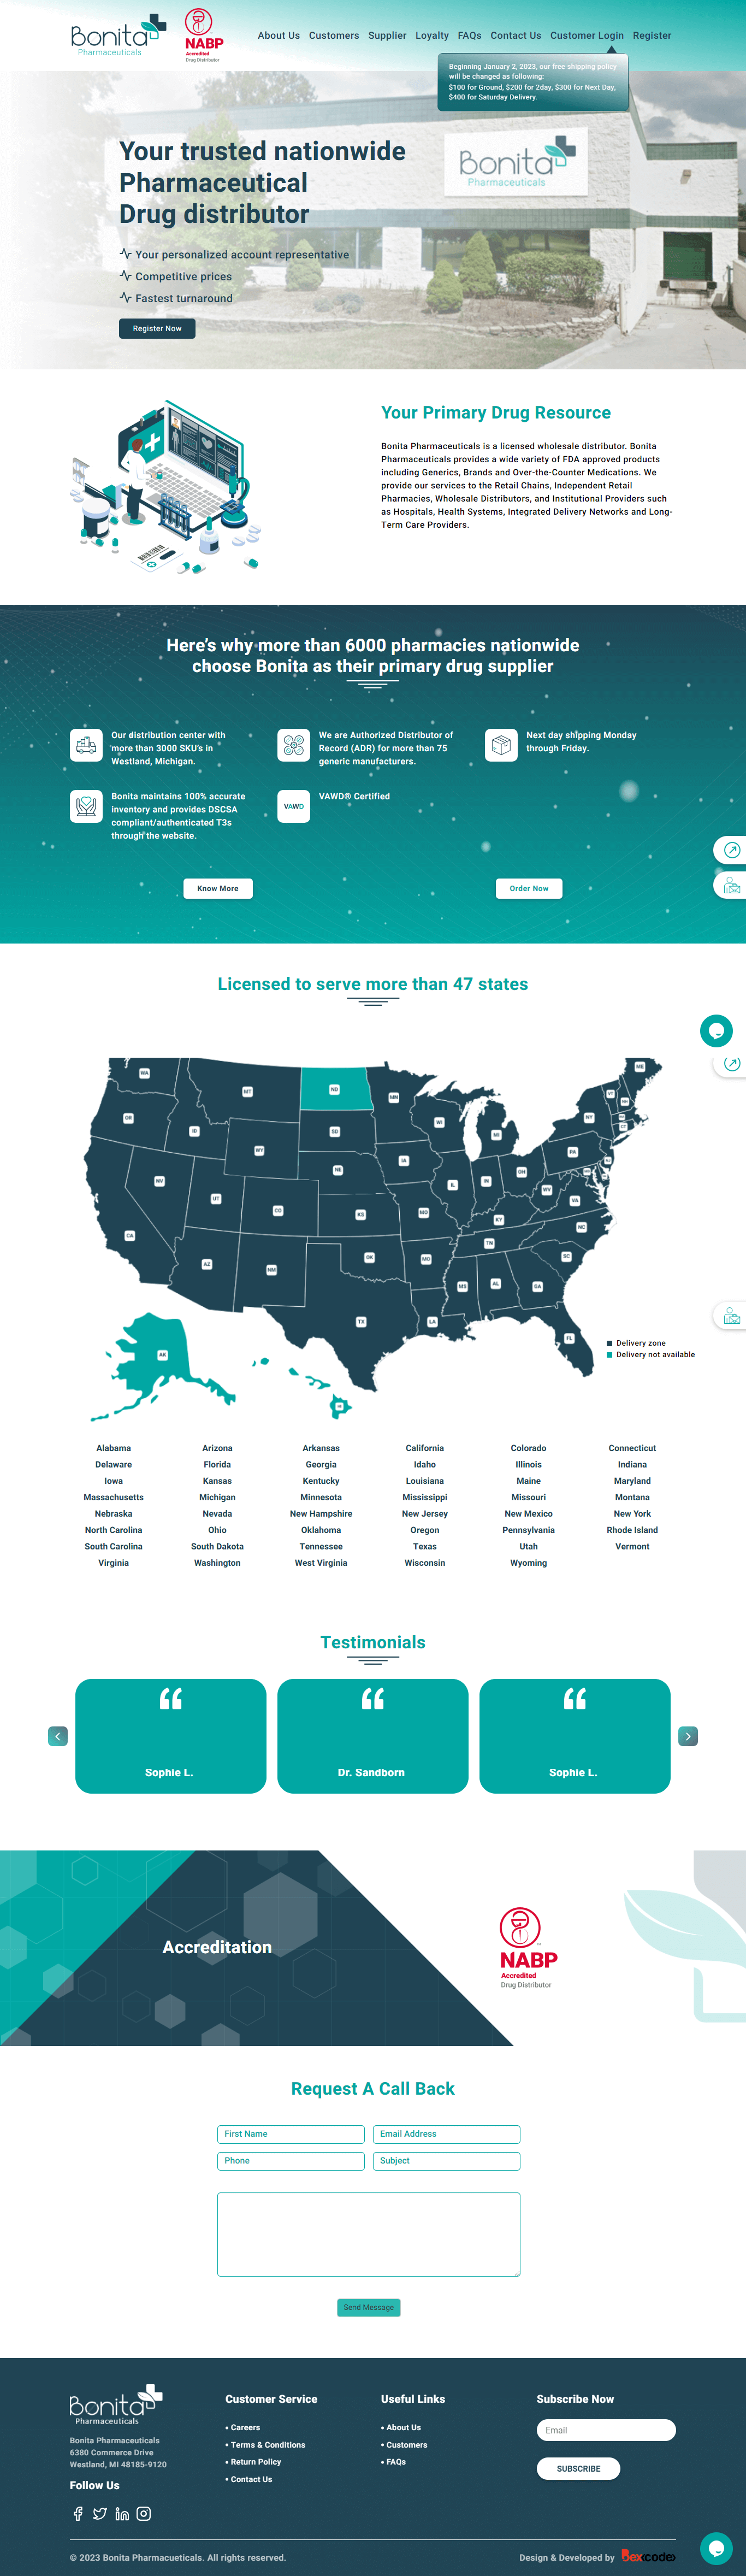 Bonita
Pharmaceuticals
NABP
Accredited
Drug Distributor
About Us Customers Supplier Loyalty FAQs Contact Us Customer Login Register
Beginning January 2, 2023, our free shipping policy
will be changed as following:
$100 for Ground, $200 for 2day, $300 for Next Day,
$400 for Saturday Delivery.
Your trusted nationwide
Pharmaceutical
Drug distributor
Bonita
Pharmaceuticals
Your personalized account representative
Competitive prices
Fastest turnaround
Register Now
Your Primary Drug Resource
Bonita Pharmaceuticals is a licensed wholesale distributor. Bonita
Pharmaceuticals provides a wide variety of FDA approved products
including Generics, Brands and Over-the-Counter Medications. We
provide our services to the Retail Chains, Independent Retail
Pharmacies, Wholesale Distributors, and Institutional Providers such
as Hospitals, Health Systems, Integrated Delivery Networks and Long-
Term Care Providers.
Here's why more than 6000 pharmacies nationwide
choose Bonita as their primary drug supplier
Our distribution center with
more than 3000 SKU's in
Westland, Michigan.
We are Authorized Distributor of
Record (ADR) for more than 75
generic manufacturers.
Next day shipping Monday
through Friday.
Bonita maintains 100% accurate
inventory and provides DSCSA
compliant/authenticated T3s
through the website.
VAWD
VAWD® Certified
Know More
Order Now
Licensed to serve more than 47 states
WA
MT
ND
MN
ME
OR
ID
SD
WI
MI
NY
VT
WY
IA
NE
PA
NV
UT
CO
IL
IN
OH
WV
VA
KS
MO
KY
NC
CA
AZ
NM
OK
MO
TN
SC
MS
AL
GA
TX
LA
FL
AK
HI
Delivery zone
Delivery not available
Alabama Arizona Arkansas California Colorado Connecticut
Delaware Florida Georgia Idaho Illinois Indiana
Iowa Kansas Kentucky Louisiana Maine Maryland
Massachusetts Michigan Minnesota Mississippi Missouri Montana
Nebraska Nevada New Hampshire New Jersey New Mexico New York
North Carolina Ohio Oklahoma Oregon Pennsylvania Rhode Island
South Carolina South Dakota Tennessee Texas Utah Vermont
Virginia Washington West Virginia Wisconsin Wyoming
Testimonials
Sophie L.
Dr. Sandborn
Sophie L.
Accreditation
NABP
Accredited
Drug Distributor
Request A Call Back
First Name
Email Address
Phone
Subject
Send Message
Bonita
Pharmaceuticals
Bonita Pharmaceuticals
6380 Commerce Drive
Westland, MI 48185-9120
Follow Us
Customer Service
• Careers
• Terms & Conditions
• Return Policy
• Contact Us
Useful Links
• About Us
• Customers
• FAQs
Subscribe Now
Email
SUBSCRIBE
© 2023 Bonita Pharmacueticals. All rights reserved.
Design & Developed by Dexcodex